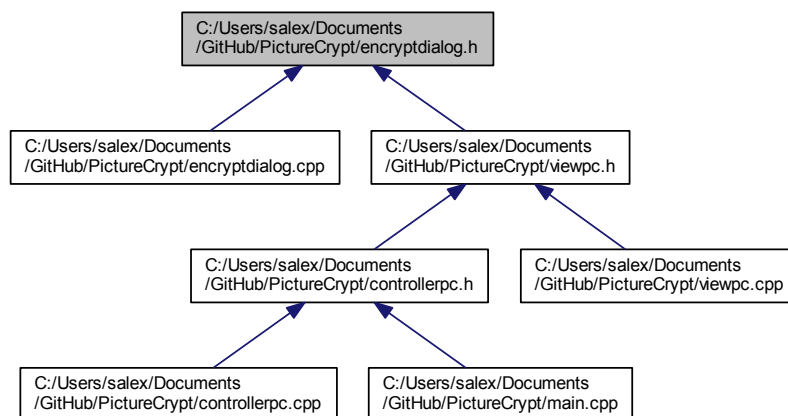 C:/Users/salex/Documents
/GitHub/PictureCrypt/encryptdialog.h
C:/Users/salex/Documents
/GitHub/PictureCrypt/encryptdialog.cpp
C:/Users/salex/Documents
/GitHub/PictureCrypt/viewpc.h
C:/Users/salex/Documents
/GitHub/PictureCrypt/controllerpc.h
C:/Users/salex/Documents
/GitHub/PictureCrypt/viewpc.cpp
C:/Users/salex/Documents
/GitHub/PictureCrypt/controllerpc.cpp
C:/Users/salex/Documents
/GitHub/PictureCrypt/main.cpp